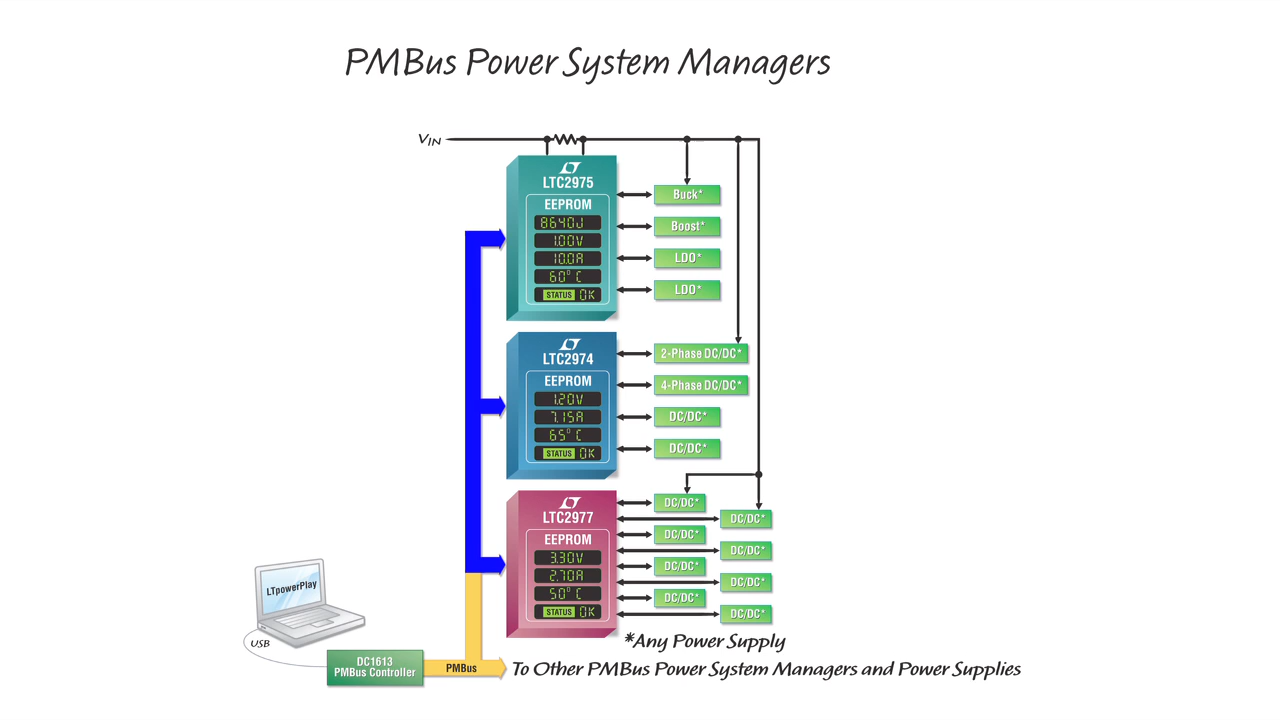 PMBus Power System Managers
VIN
LTC2975
EEPROM
8640J
1.00V
10.0A
60°C
STATUS OK
Buck*
Boost*
LDO*
LDO*
LTC2974
EEPROM
1.20V
7.15A
65°C
STATUS OK
2-Phase DC/DC*
4-Phase DC/DC*
DC/DC*
DC/DC*
LTC2977
EEPROM
3.30V
2.70A
50°C
STATUS OK
DC/DC*
DC/DC*
DC/DC*
DC/DC*
DC/DC*
DC/DC*
DC/DC*
DC/DC*
*Any Power Supply
LTpowerPlay
USB
DC1613
PMBus Controller
PMBus
To Other PMBus Power System Managers and Power Supplies